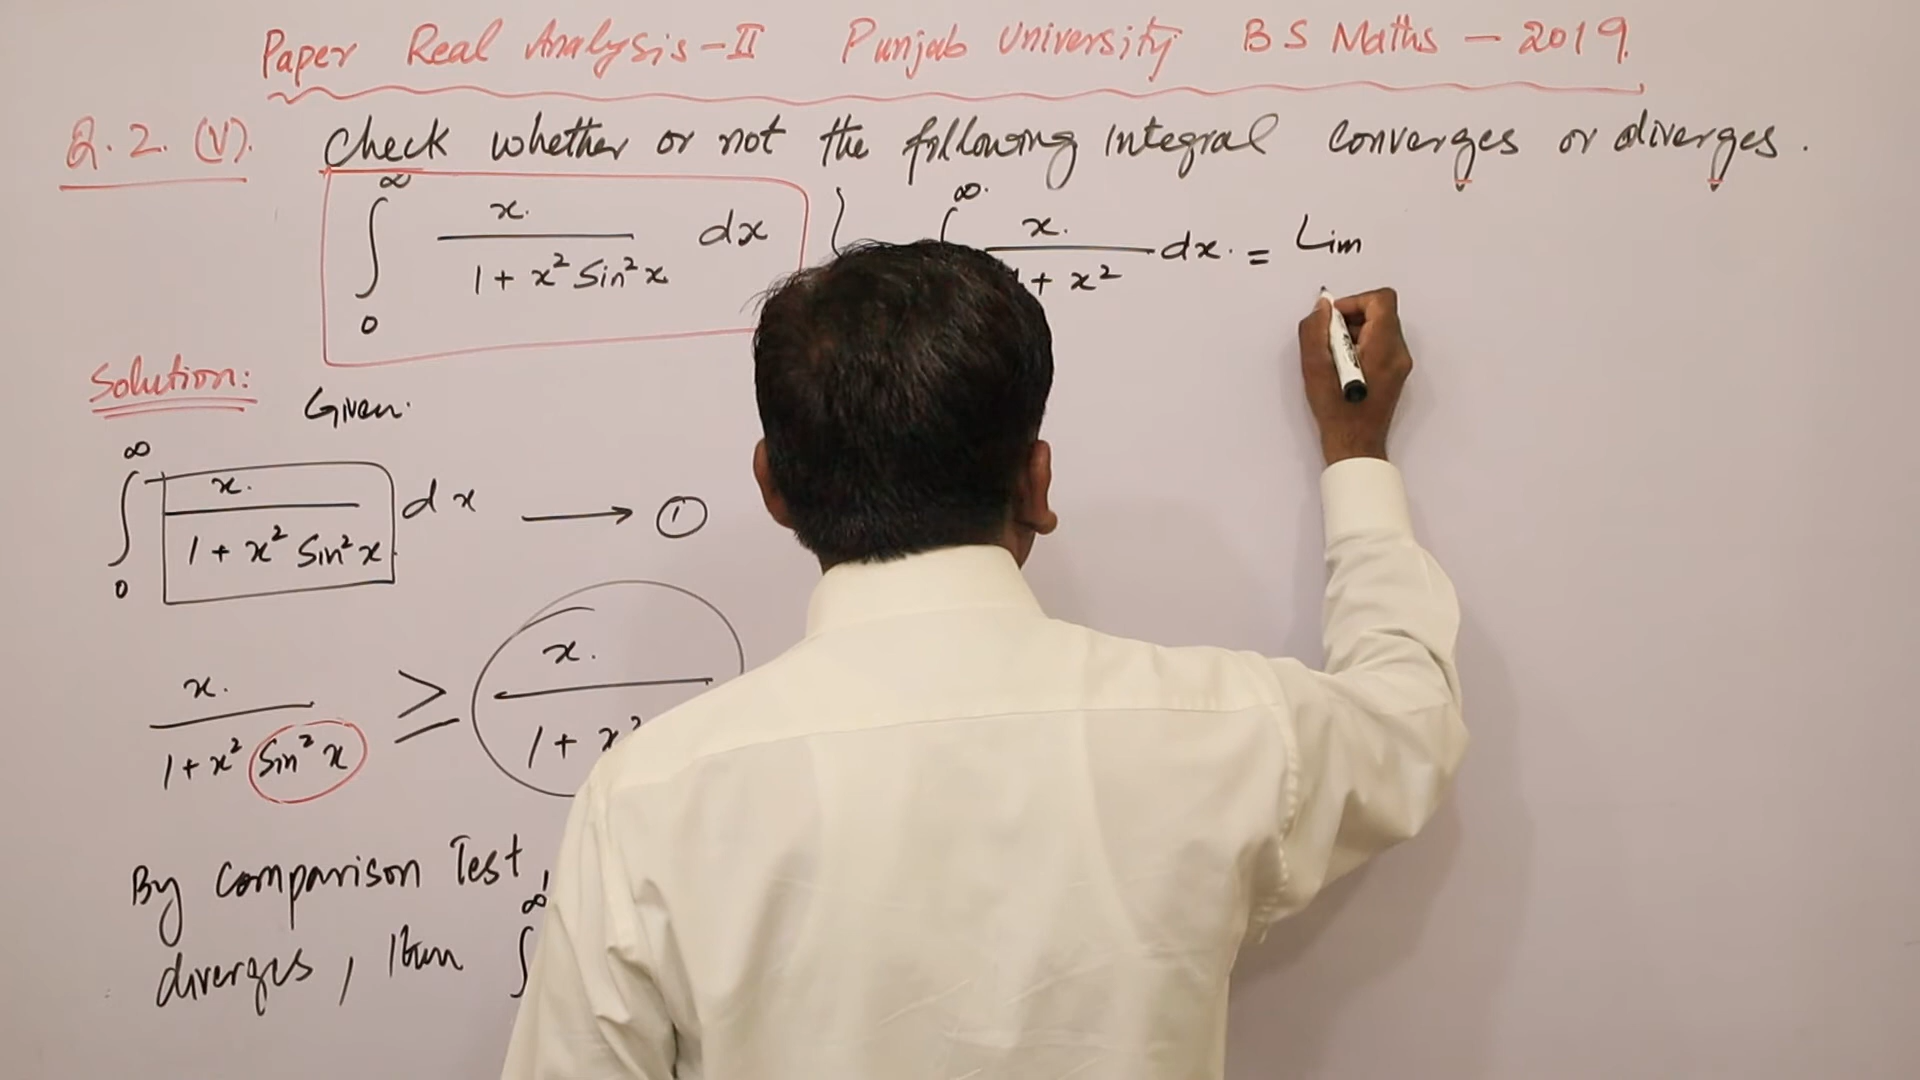 Paper Real Analysis-II Punjab University BS Maths - 2019.
Q.2.(V). Check whether or not the following integral converges or diverges.
∫₀^∞ x / (1 + x² Sin²x) dx
∫^∞ x / (1 + x²) dx = Lim
Solution: Given
∫₀^∞ x / (1 + x² Sin²x) dx ⟶ ①
x / (1 + x² Sin²x) ≥ x / (1 + x²)
By comparison Test,
diverges, then ∫^∞